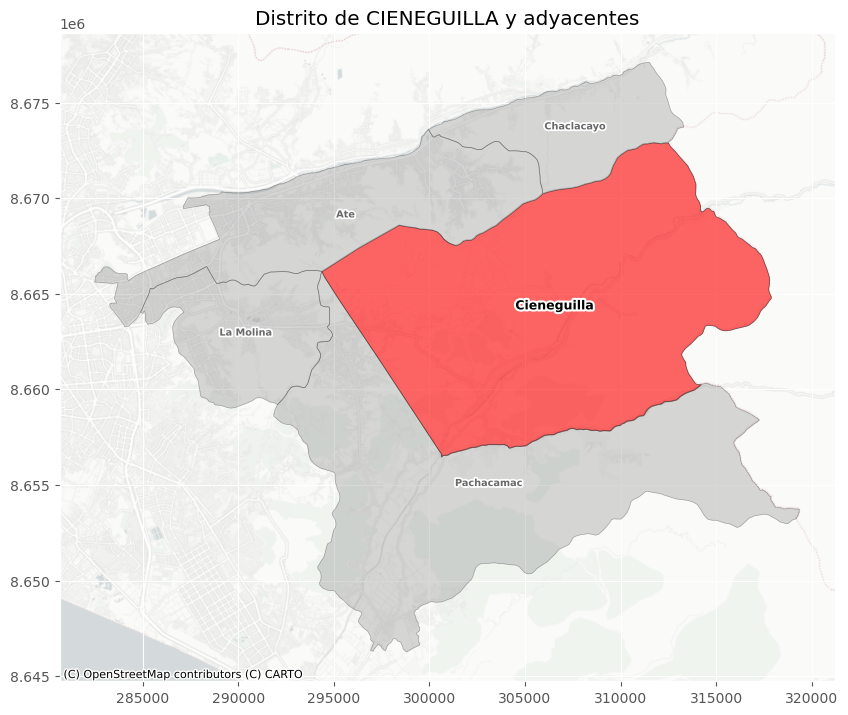 Distrito de CIENEGUILLA y adyacentes
1e6
8.675
8.670
8.665
8.660
8.655
8.650
8.645
Chaclacayo
Ate
Cieneguilla
La Molina
Pachacamac
(C) OpenStreetMap contributors (C) CARTO
285000 290000 295000 300000 305000 310000 315000 320000